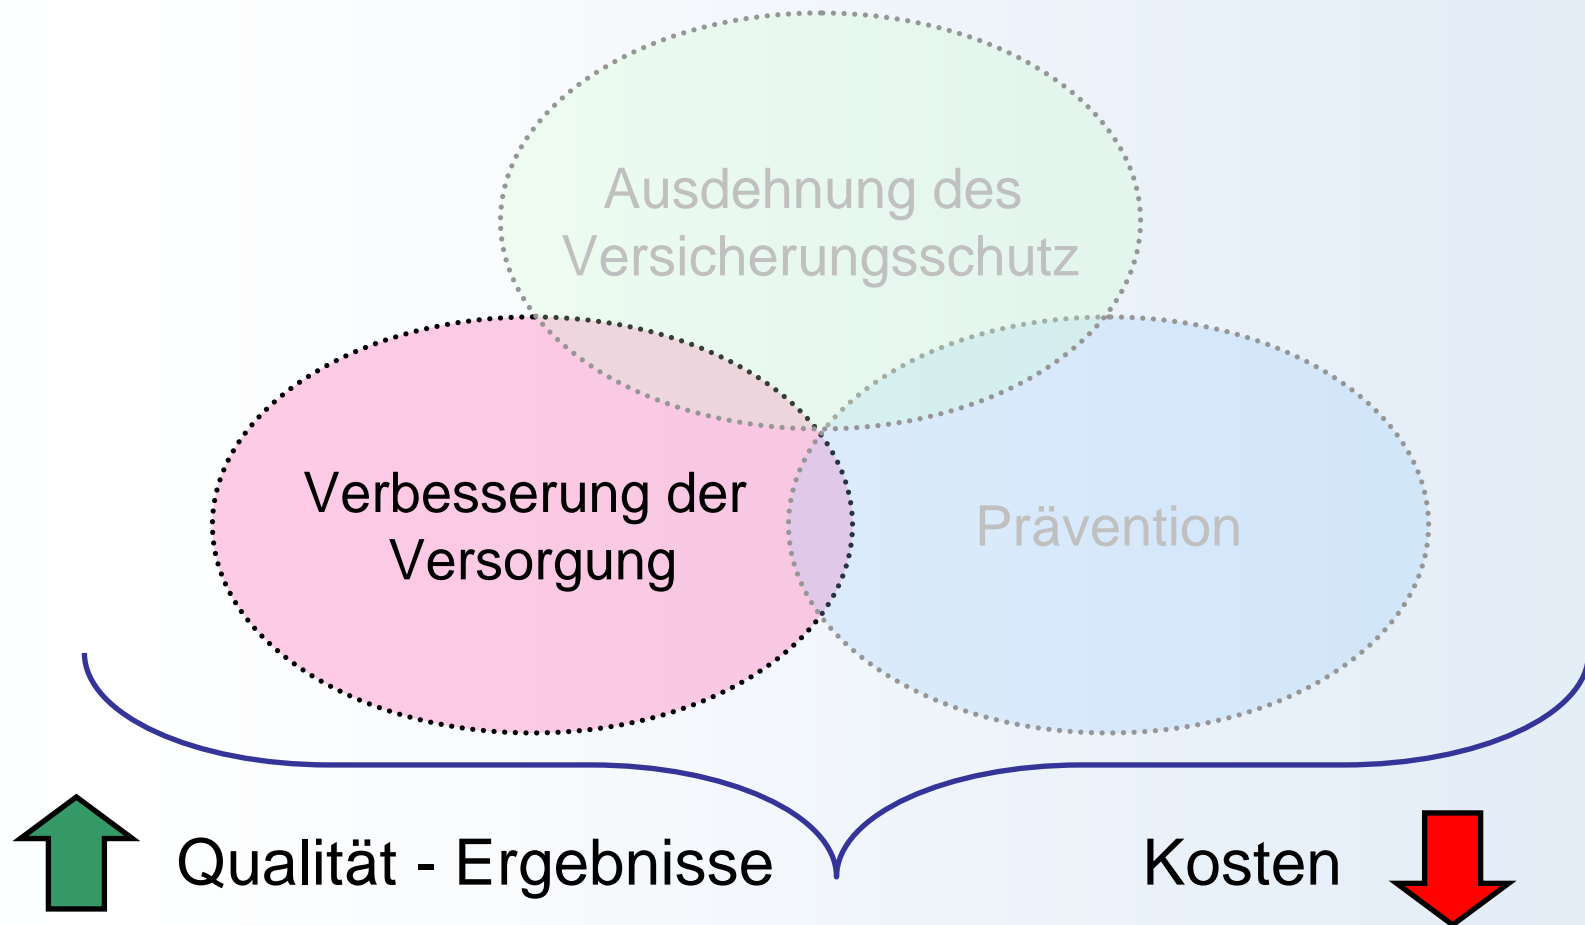 Ausdehnung des
Versicherungsschutz
Verbesserung der
Versorgung
Prävention
Qualität - Ergebnisse
Kosten